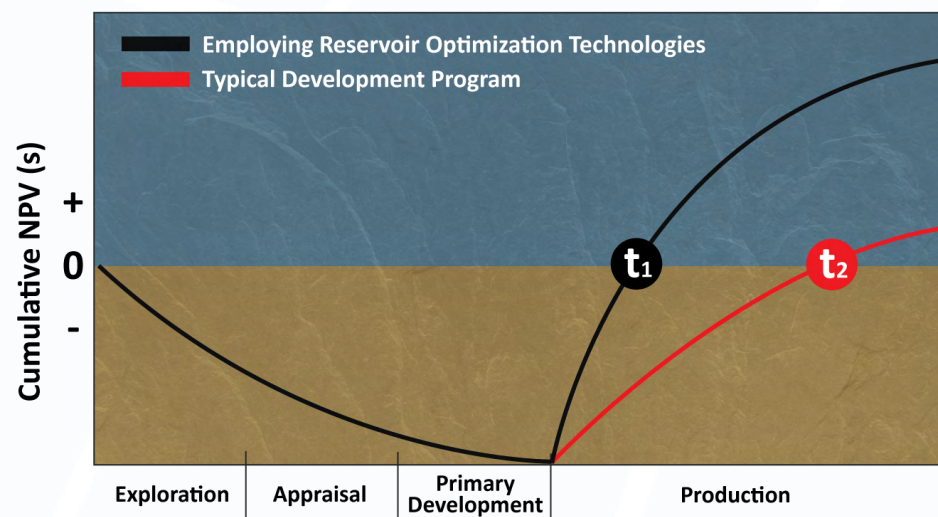 Employing Reservoir Optimization Technologies
Typical Development Program
Cumulative NPV (s)
+
0
-
t1
t2
Exploration
Appraisal
Primary
Development
Production